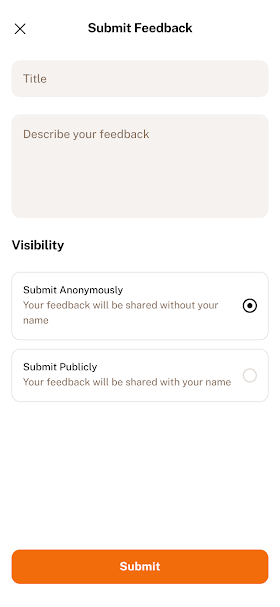 Submit Feedback
Title
Describe your feedback
Visibility
Submit Anonymously
Your feedback will be shared without your
name
Submit Publicly
Your feedback will be shared with your name
Submit